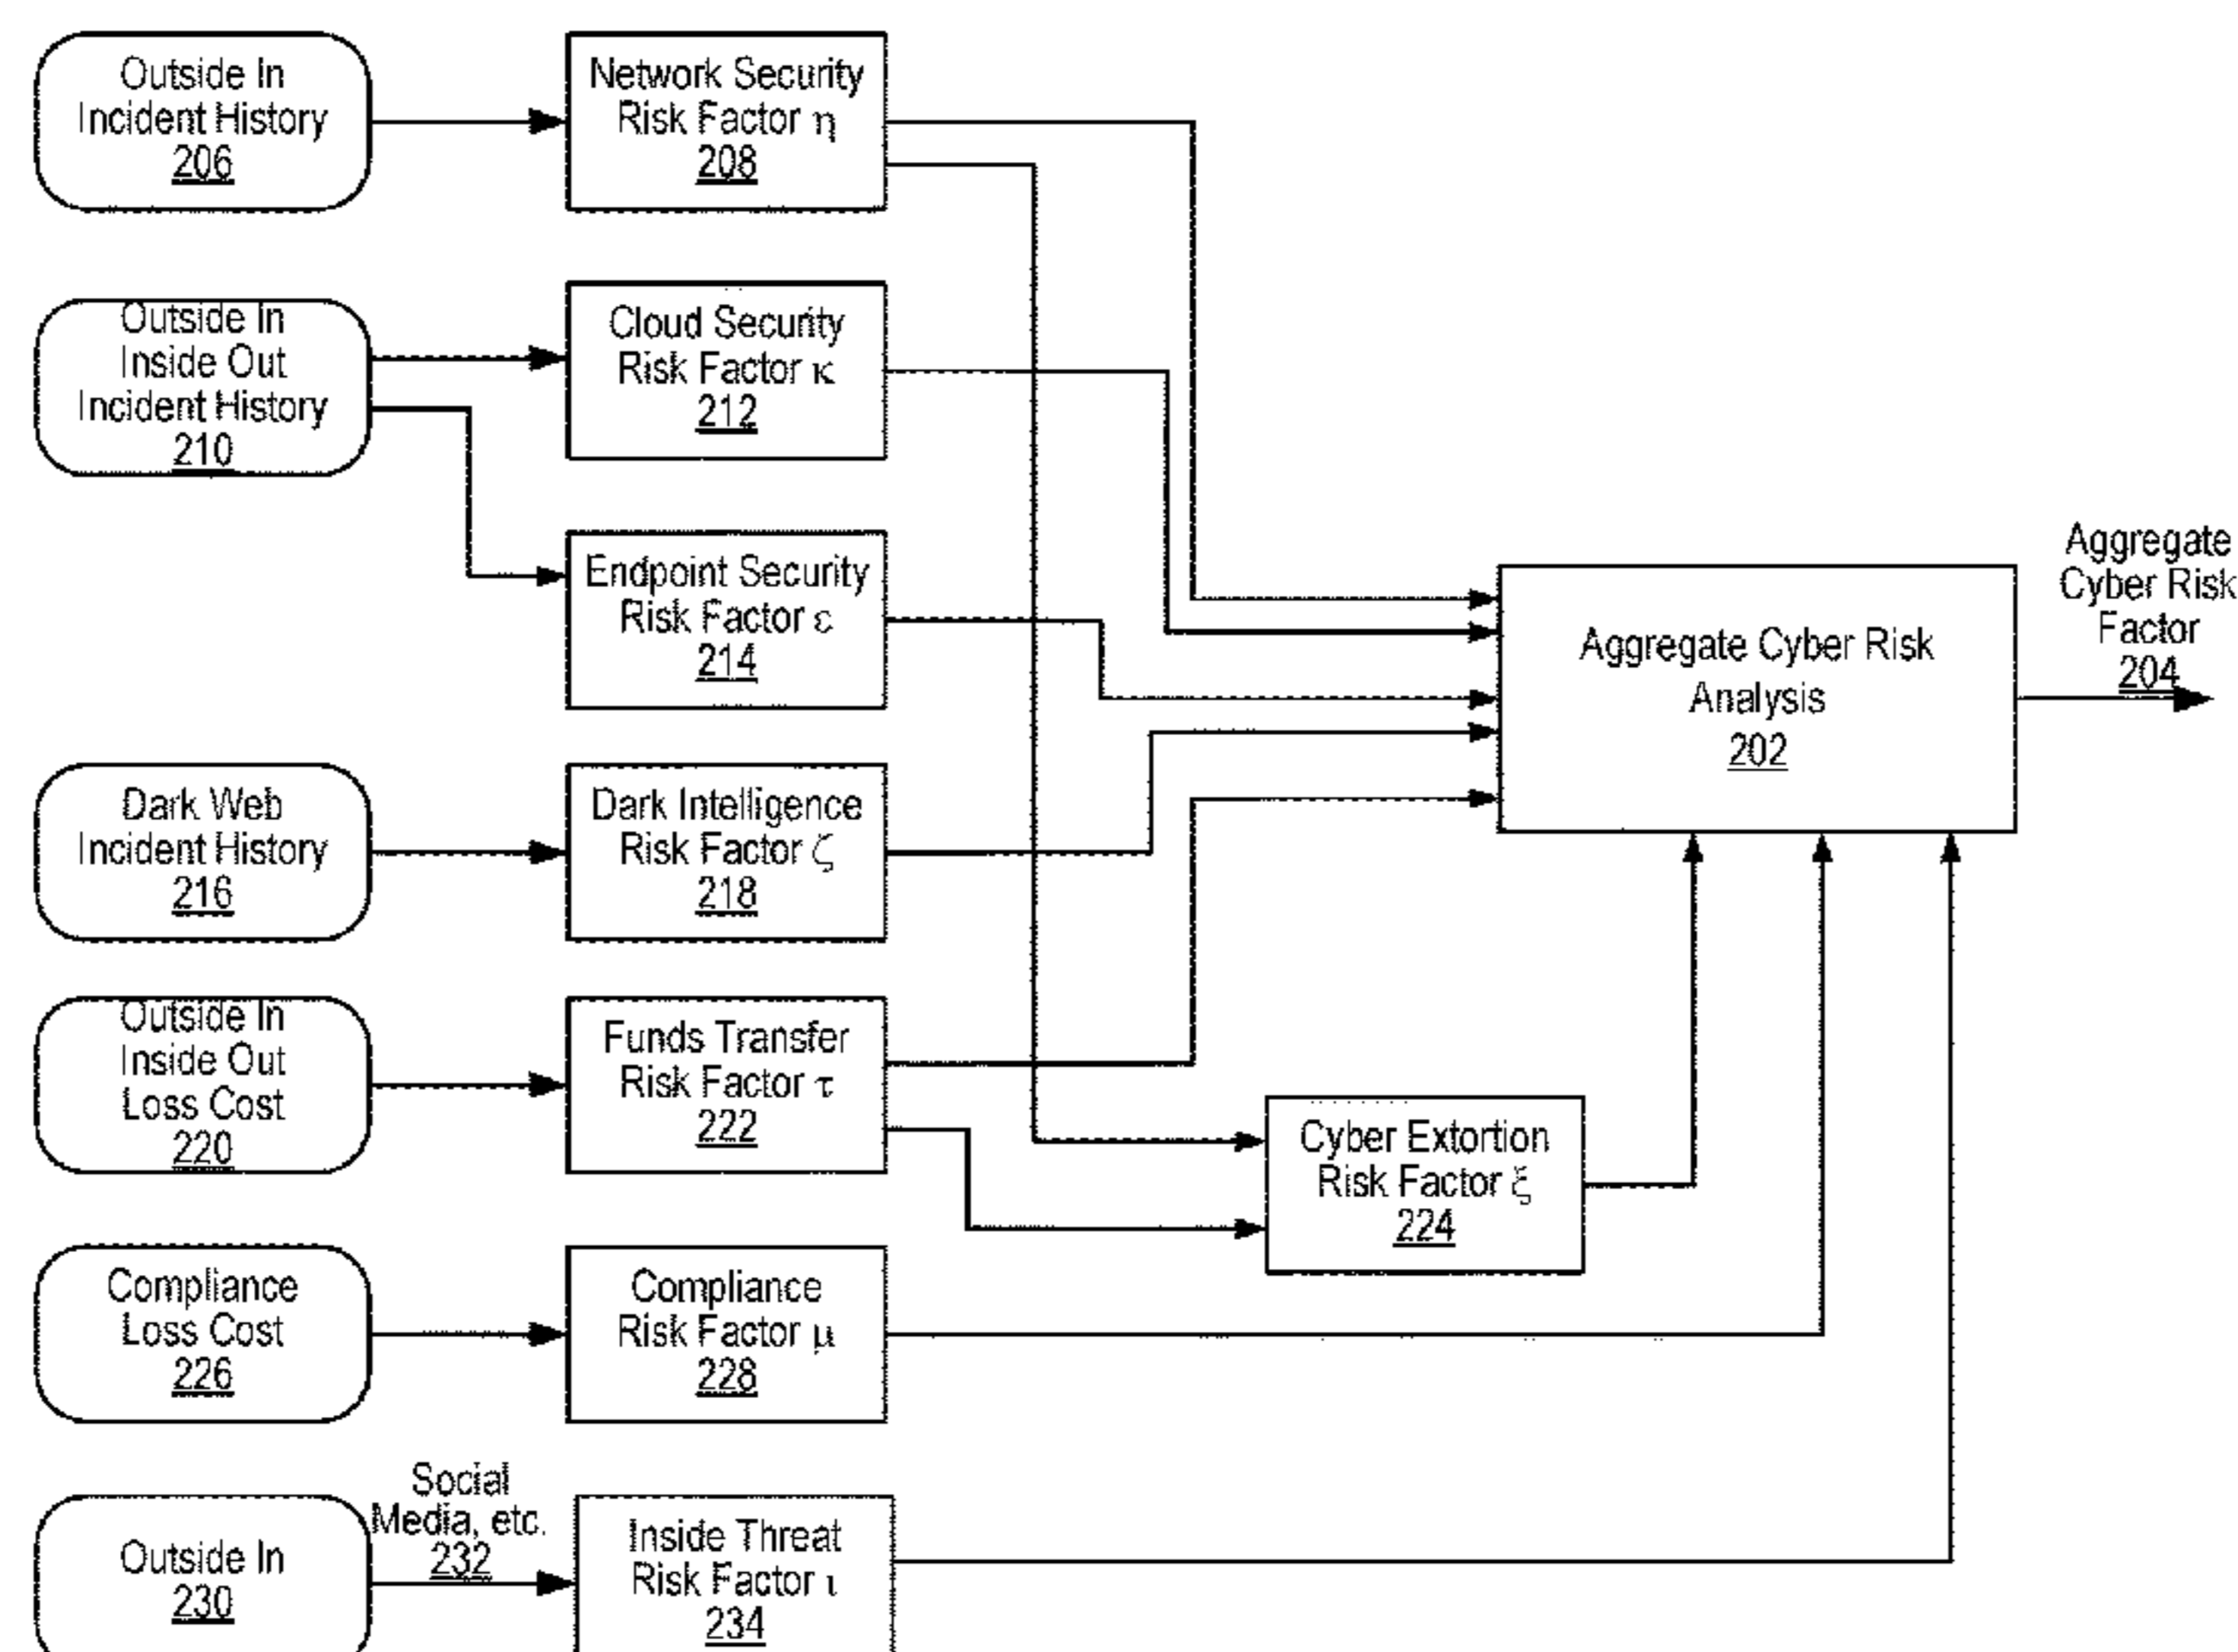 Outside In
Incident History
206
Network Security
Risk Factor η
208
Outside In
Inside Out
Incident History
210
Cloud Security
Risk Factor κ
212
Endpoint Security
Risk Factor ε
214
Aggregate Cyber Risk
Analysis
202
Aggregate
Cyber Risk
Factor
204
Dark Web
Incident History
216
Dark Intelligence
Risk Factor ζ
218
Outside In
Inside Out
Loss Cost
220
Funds Transfer
Risk Factor τ
222
Cyber Extortion
Risk Factor ξ
224
Compliance
Loss Cost
226
Compliance
Risk Factor μ
228
Outside In
230
Social
Media, etc.
232
Inside Threat
Risk Factor ι
234